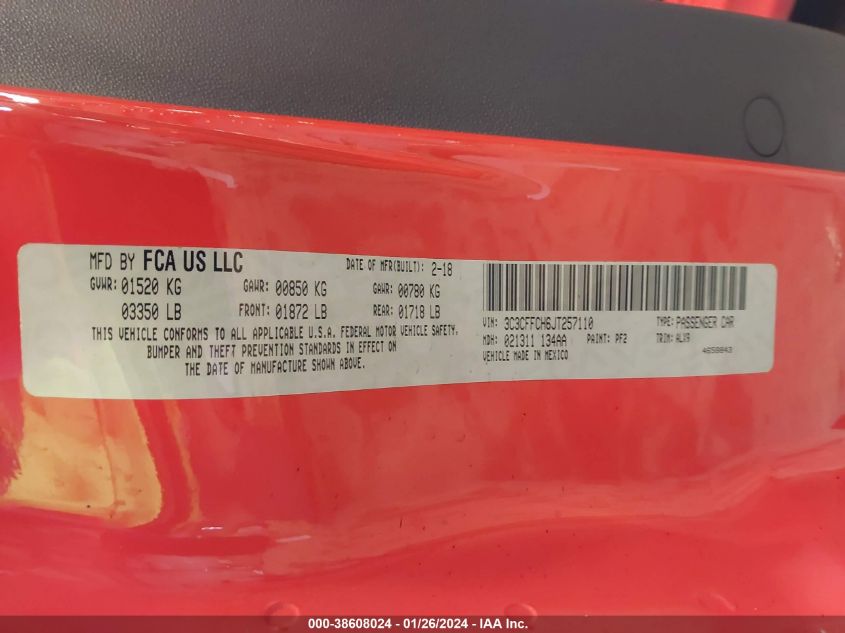 MFD BY FCA US LLC DATE OF MFR(BUILT): 2-18
GVWR: 01520 KG GAWR: 00850 KG GAWR: 00780 KG
03350 LB FRONT: 01872 LB REAR: 01718 LB
THIS VEHICLE CONFORMS TO ALL APPLICABLE U.S.A. FEDERAL MOTOR VEHICLE SAFETY.
BUMPER AND THEFT PREVENTION STANDARDS IN EFFECT ON
THE DATE OF MANUFACTURE SHOWN ABOVE.
VIN: 3C3CFFCH6JT257110 TYPE: PASSENGER CAR
MDH: 021311 134AA PAINT: PF2 TRIM: ALX9
VEHICLE MADE IN MEXICO 4658843
000-38608024 | 01/26/2024 - IAA Inc.